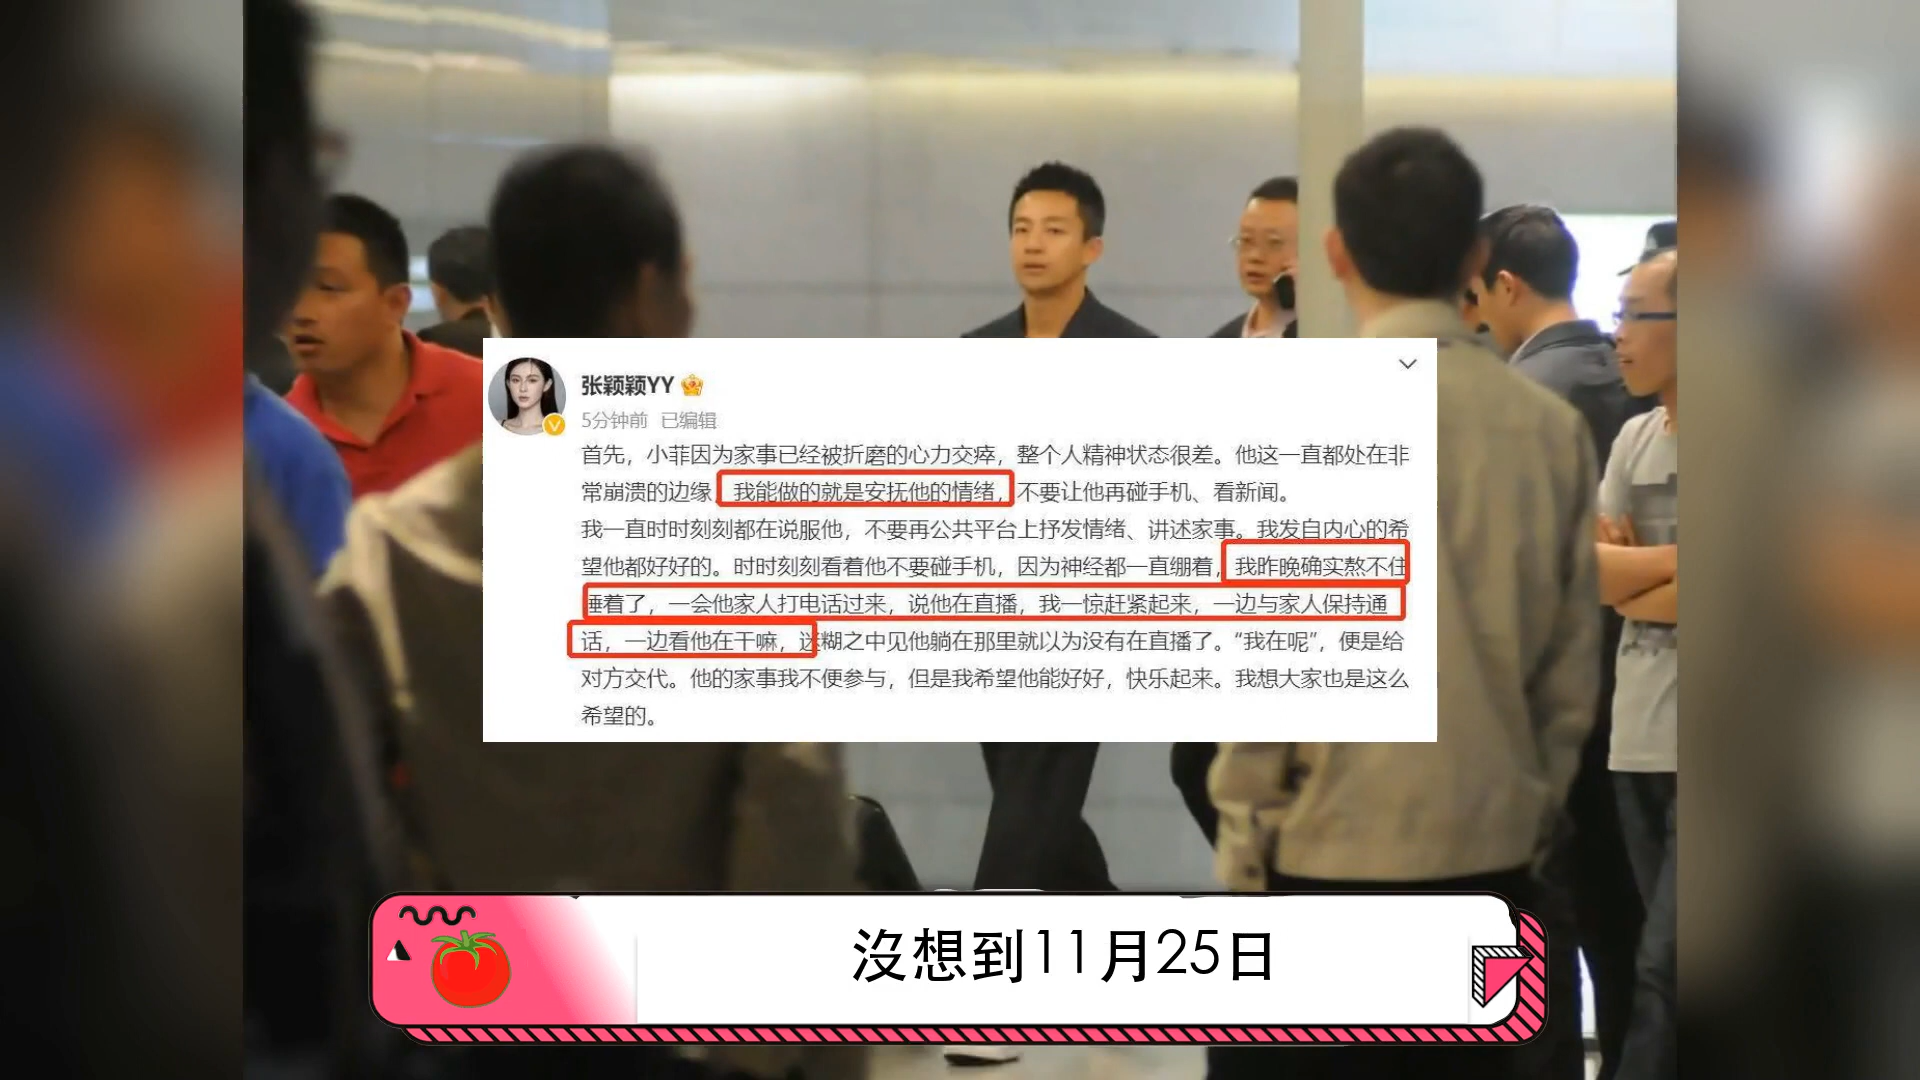 张颖颖YY
5分钟前 已编辑
首先，小菲因为家事已经被折磨的心力交瘁，整个人精神状态很差。他这一直都处在非
常崩溃的边缘，我能做的就是安抚他的情绪，不要让他再碰手机、看新闻。
我一直时时刻刻都在说服他，不要再公共平台上抒发情绪、讲述家事。我发自内心的希
望他都好好的。时时刻刻看着他不要碰手机，因为神经都一直绷着，我昨晚确实熬不住
睡着了，一会他家人打电话过来，说他在直播，我一惊赶紧起来，一边与家人保持通
话，一边看他在干嘛，迷糊之中见他躺在那里就以为没有在直播了。“我在呢”，便是给
对方交代。他的家事我不便参与，但是我希望他能好好，快乐起来。我想大家也是这么
希望的。
沒想到11月25日